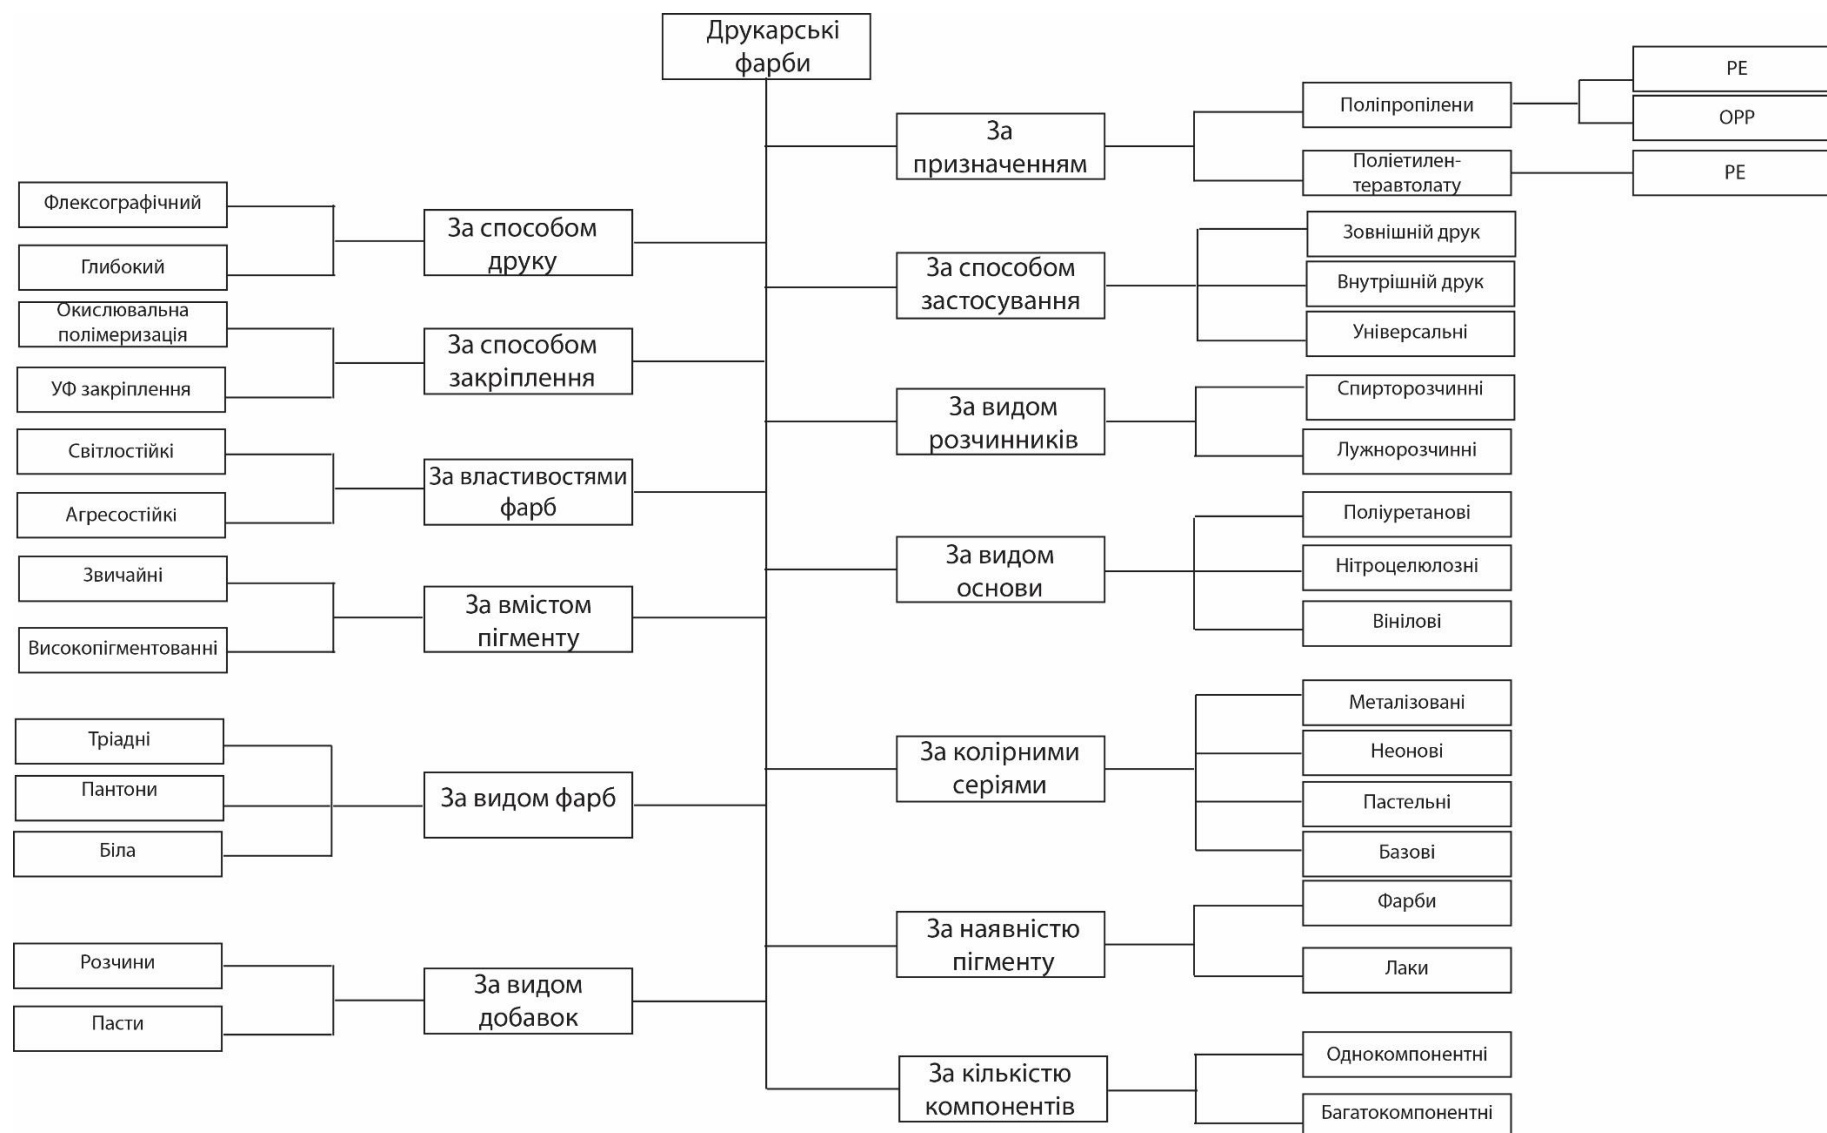 Друкарські
фарби
За способом
друку
Флексографічний
Глибокий
За способом
закріплення
Окислювальна
полімеризація
УФ закріплення
За властивостями
фарб
Світлостійкі
Агресостійкі
За вмістом
пігменту
Звичайні
Високопігментованні
За видом фарб
Тріадні
Пантони
Біла
За видом
добавок
Розчини
Пасти
За
призначенням
Поліпропілени
PE
OPP
Поліетилен-
теравтолату
PE
За способом
застосування
Зовнішній друк
Внутрішній друк
Універсальні
За видом
розчинників
Спирторозчинні
Лужнорозчинні
За видом
основи
Поліуретанові
Нітроцелюлозні
Вінілові
За колірними
серіями
Металізовані
Неонові
Пастельні
Базові
За наявністю
пігменту
Фарби
Лаки
За кількістю
компонентів
Однокомпонентні
Багатокомпонентні